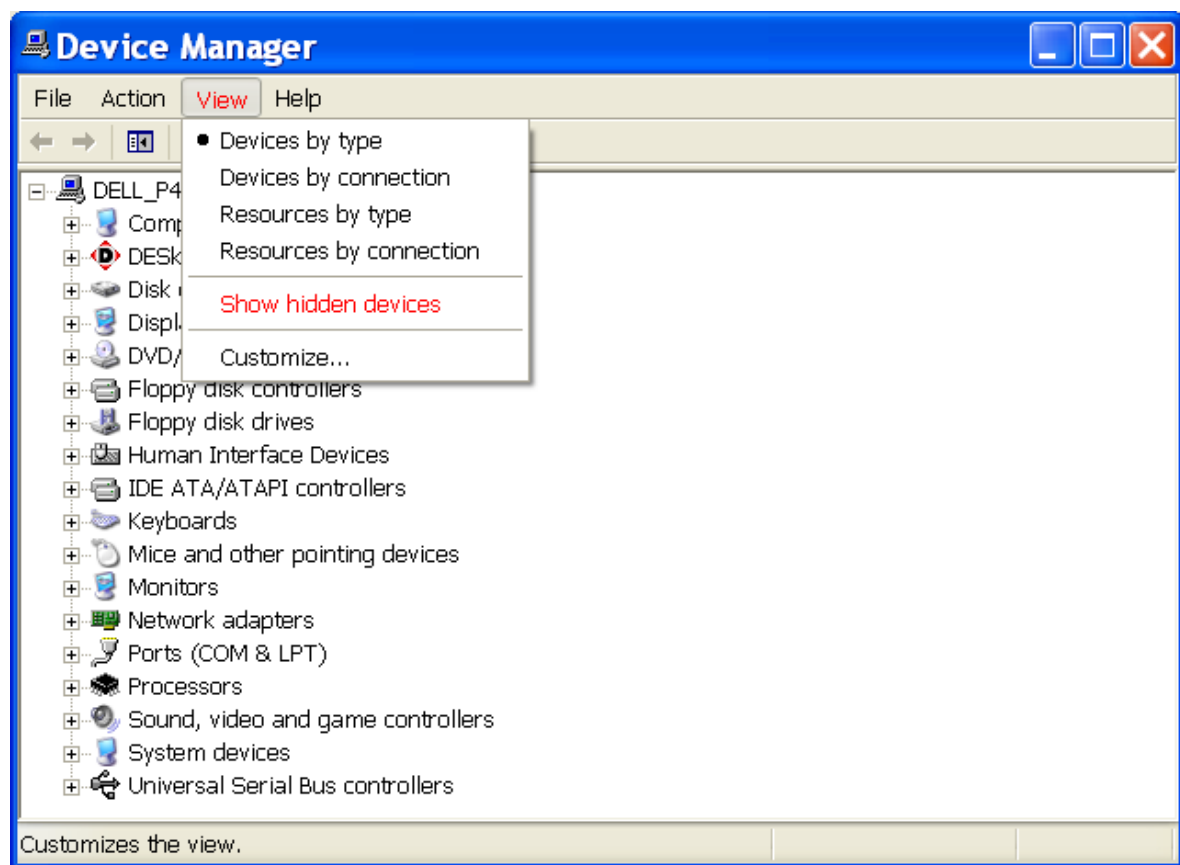 Device Manager
File Action View Help
Devices by type
Devices by connection
Resources by type
Resources by connection
Show hidden devices
Customize...
DELL_P4
Comp
DESk
Disk
Displ
DVD/
Floppy disk controllers
Floppy disk drives
Human Interface Devices
IDE ATA/ATAPI controllers
Keyboards
Mice and other pointing devices
Monitors
Network adapters
Ports (COM & LPT)
Processors
Sound, video and game controllers
System devices
Universal Serial Bus controllers
Customizes the view.